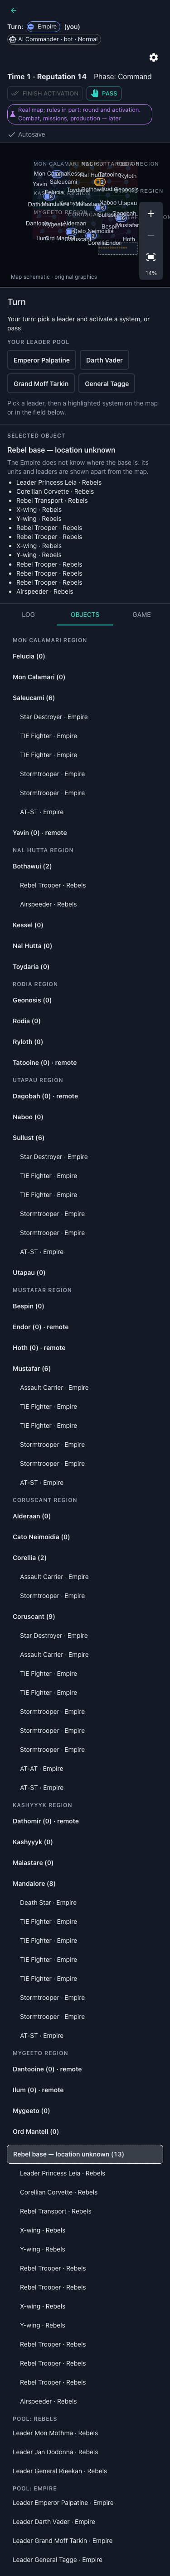 Turn: Empire (you)
AI Commander · bot · Normal
Time 1 · Reputation 14 Phase: Command
FINISH ACTIVATION PASS
Real map; rules in part: round and activation.
Combat, missions, production — later
Autosave
Map schematic · original graphics
14%
Turn
Your turn: pick a leader and activate a system, or pass.
YOUR LEADER POOL
Emperor Palpatine Darth Vader
Grand Moff Tarkin General Tagge
Pick a leader, then a highlighted system on the map or in the field below.
SELECTED OBJECT
Rebel base — location unknown
The Empire does not know where the base is: its units and leaders are shown apart from the map.
Leader Princess Leia · Rebels
Corellian Corvette · Rebels
Rebel Transport · Rebels
X-wing · Rebels
Y-wing · Rebels
Rebel Trooper · Rebels
Rebel Trooper · Rebels
X-wing · Rebels
Y-wing · Rebels
Rebel Trooper · Rebels
Rebel Trooper · Rebels
Rebel Trooper · Rebels
Airspeeder · Rebels
LOG OBJECTS GAME
MON CALAMARI REGION
Felucia (0)
Mon Calamari (0)
Saleucami (6)
Star Destroyer · Empire
TIE Fighter · Empire
TIE Fighter · Empire
Stormtrooper · Empire
Stormtrooper · Empire
AT-ST · Empire
Yavin (0) · remote
NAL HUTTA REGION
Bothawui (2)
Rebel Trooper · Rebels
Airspeeder · Rebels
Kessel (0)
Nal Hutta (0)
Toydaria (0)
RODIA REGION
Geonosis (0)
Rodia (0)
Ryloth (0)
Tatooine (0) · remote
UTAPAU REGION
Dagobah (0) · remote
Naboo (0)
Sullust (6)
Star Destroyer · Empire
TIE Fighter · Empire
TIE Fighter · Empire
Stormtrooper · Empire
Stormtrooper · Empire
AT-ST · Empire
Utapau (0)
MUSTAFAR REGION
Bespin (0)
Endor (0) · remote
Hoth (0) · remote
Mustafar (6)
Assault Carrier · Empire
TIE Fighter · Empire
TIE Fighter · Empire
Stormtrooper · Empire
Stormtrooper · Empire
AT-ST · Empire
CORUSCANT REGION
Alderaan (0)
Cato Neimoidia (0)
Corellia (2)
Assault Carrier · Empire
Stormtrooper · Empire
Coruscant (9)
Star Destroyer · Empire
Assault Carrier · Empire
TIE Fighter · Empire
TIE Fighter · Empire
Stormtrooper · Empire
Stormtrooper · Empire
Stormtrooper · Empire
AT-AT · Empire
AT-ST · Empire
KASHYYYK REGION
Dathomir (0) · remote
Kashyyyk (0)
Malastare (0)
Mandalore (8)
Death Star · Empire
TIE Fighter · Empire
TIE Fighter · Empire
TIE Fighter · Empire
TIE Fighter · Empire
Stormtrooper · Empire
Stormtrooper · Empire
AT-ST · Empire
MYGEETO REGION
Dantooine (0) · remote
Ilum (0) · remote
Mygeeto (0)
Ord Mantell (0)
Rebel base — location unknown (13)
Leader Princess Leia · Rebels
Corellian Corvette · Rebels
Rebel Transport · Rebels
X-wing · Rebels
Y-wing · Rebels
Rebel Trooper · Rebels
Rebel Trooper · Rebels
X-wing · Rebels
Y-wing · Rebels
Rebel Trooper · Rebels
Rebel Trooper · Rebels
Rebel Trooper · Rebels
Airspeeder · Rebels
POOL: REBELS
Leader Mon Mothma · Rebels
Leader Jan Dodonna · Rebels
Leader General Rieekan · Rebels
POOL: EMPIRE
Leader Emperor Palpatine · Empire
Leader Darth Vader · Empire
Leader Grand Moff Tarkin · Empire
Leader General Tagge · Empire